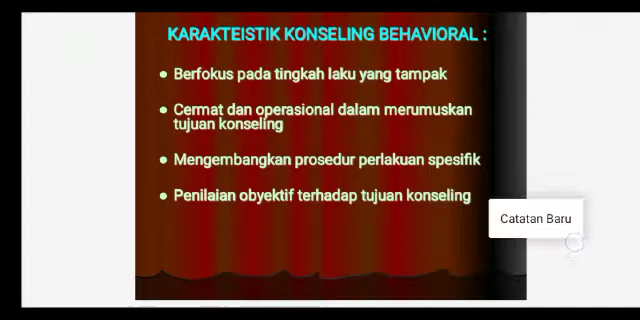 KARAKTEISTIK KONSELING BEHAVIORAL :
• Berfokus pada tingkah laku yang tampak
• Cermat dan operasional dalam merumuskan
tujuan konseling
• Mengembangkan prosedur perlakuan spesifik
• Penilaian obyektif terhadap tujuan konseling
Catatan Baru